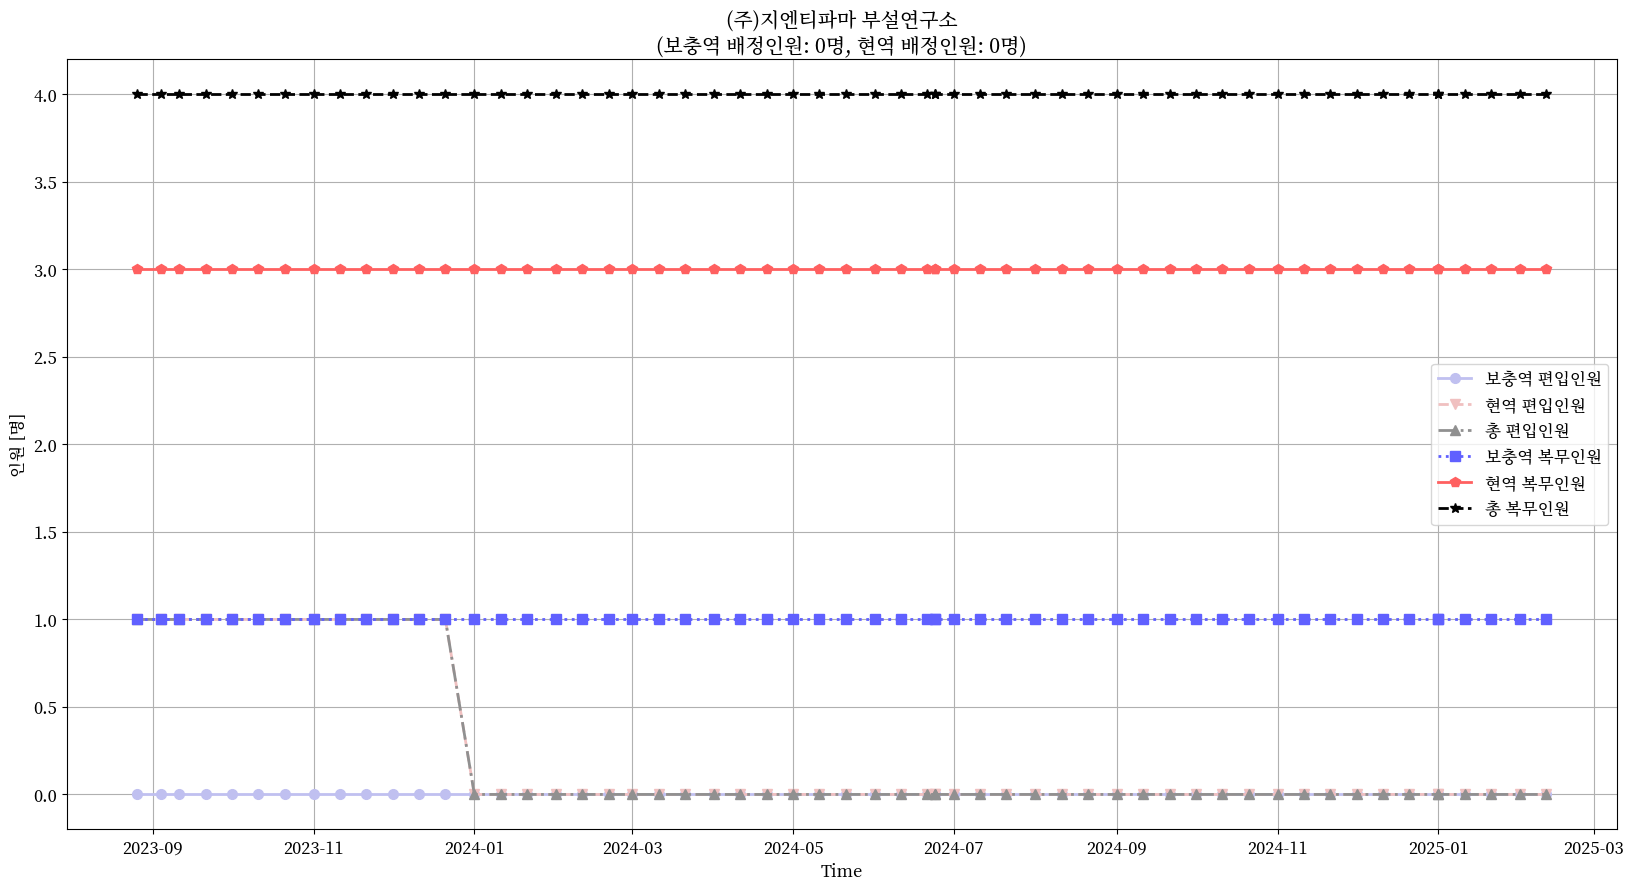 (주)지엔티파마 부설연구소
(보충역 배정인원: 0명, 현역 배정인원: 0명)
4.0
3.5
3.0
2.5
2.0
1.5
1.0
0.5
0.0
인원 [명]
보충역 편입인원
현역 편입인원
총 편입인원
보충역 복무인원
현역 복무인원
총 복무인원
2023-09 2023-11 2024-01 2024-03 2024-05 2024-07 2024-09 2024-11 2025-01 2025-03
Time